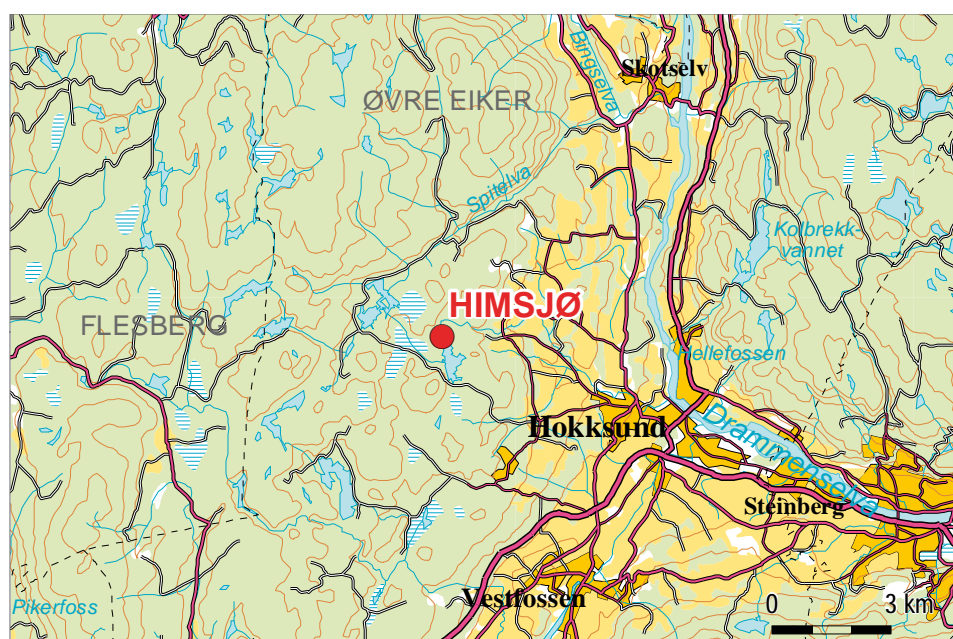 Bingselva
Skotselv
ØVRE EIKER
Spitelva
Kolbrekk-
vannet
HIMSJØ
FLESBERG
Hellefossen
Hokksund
Drammenselva
Steinberg
Vestfossen
Pikerfoss
0 3 km